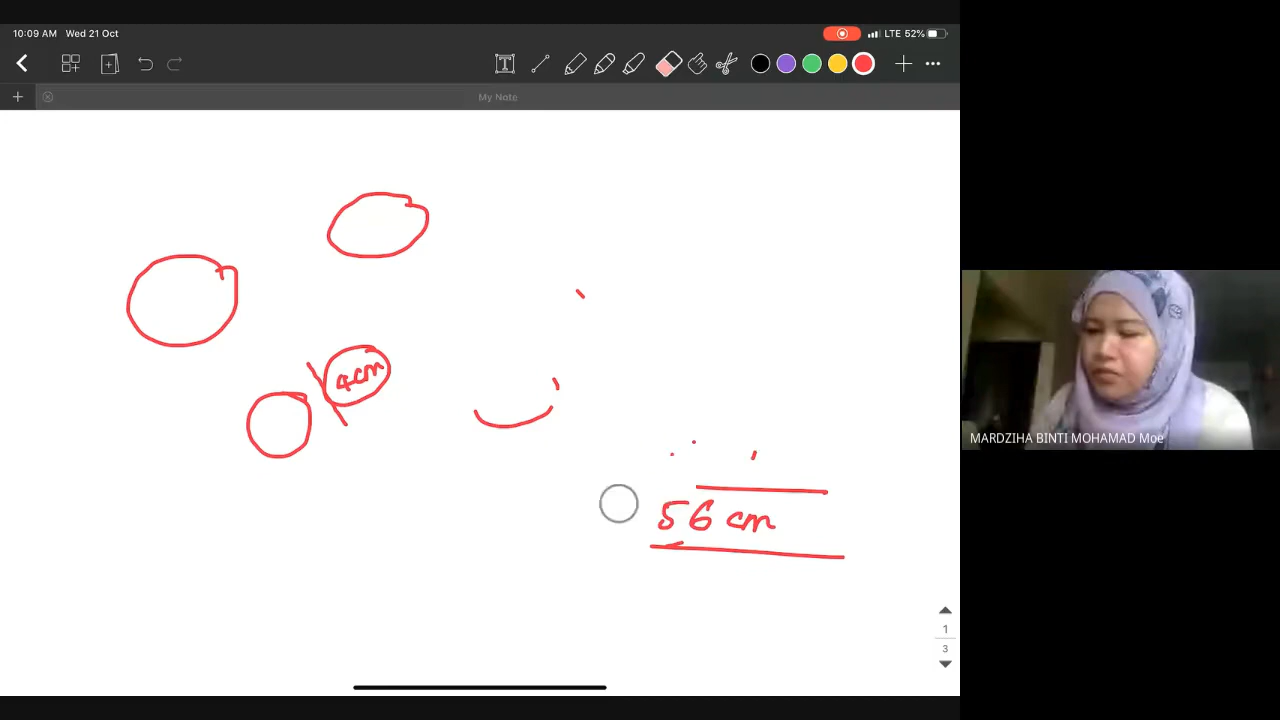 10:09 AM Wed 21 Oct
LTE 52%
My Note
4cm
56 cm
MARDZIHA BINTI MOHAMAD Moe
1
3